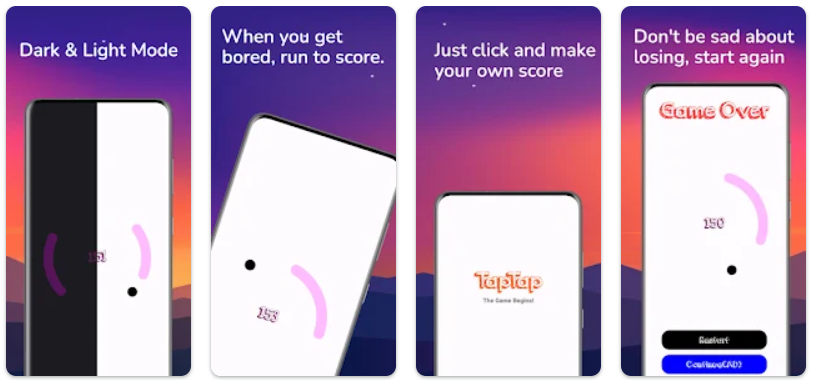 Dark & Light Mode
151
When you get
bored, run to score.
153
Just click and make
your own score
TapTap
The Game Begins!
Don't be sad about
losing, start again
Game Over
150
Restart
Continue(AD)